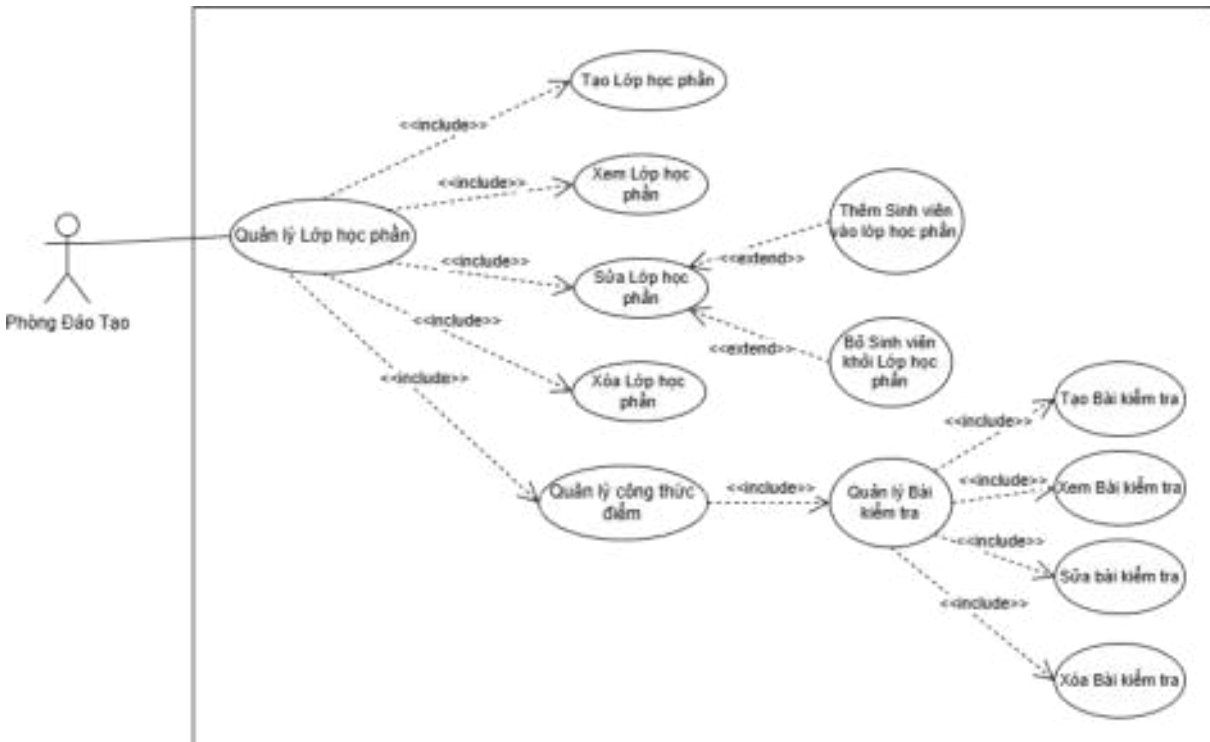 Tạo Lớp học phần
<<include>>
<<include>>
Xem Lớp học
phần
Thêm Sinh viên
vào lớp học phần
Quản lý Lớp học phần
<<include>>
Sửa Lớp học
phần
<<extend>>
Phòng Đào Tạo
<<include>>
<<extend>>
Bỏ Sinh viên
khỏi Lớp học
phần
<<include>>
Xóa Lớp học
phần
Tạo Bài kiểm tra
<<include>>
Quản lý công thức
điểm
<<include>>
Quản lý Bài
kiểm tra
<<include>>
Xem Bài kiểm tra
<<include>>
Sửa bài kiểm tra
<<include>>
Xóa Bài kiểm tra